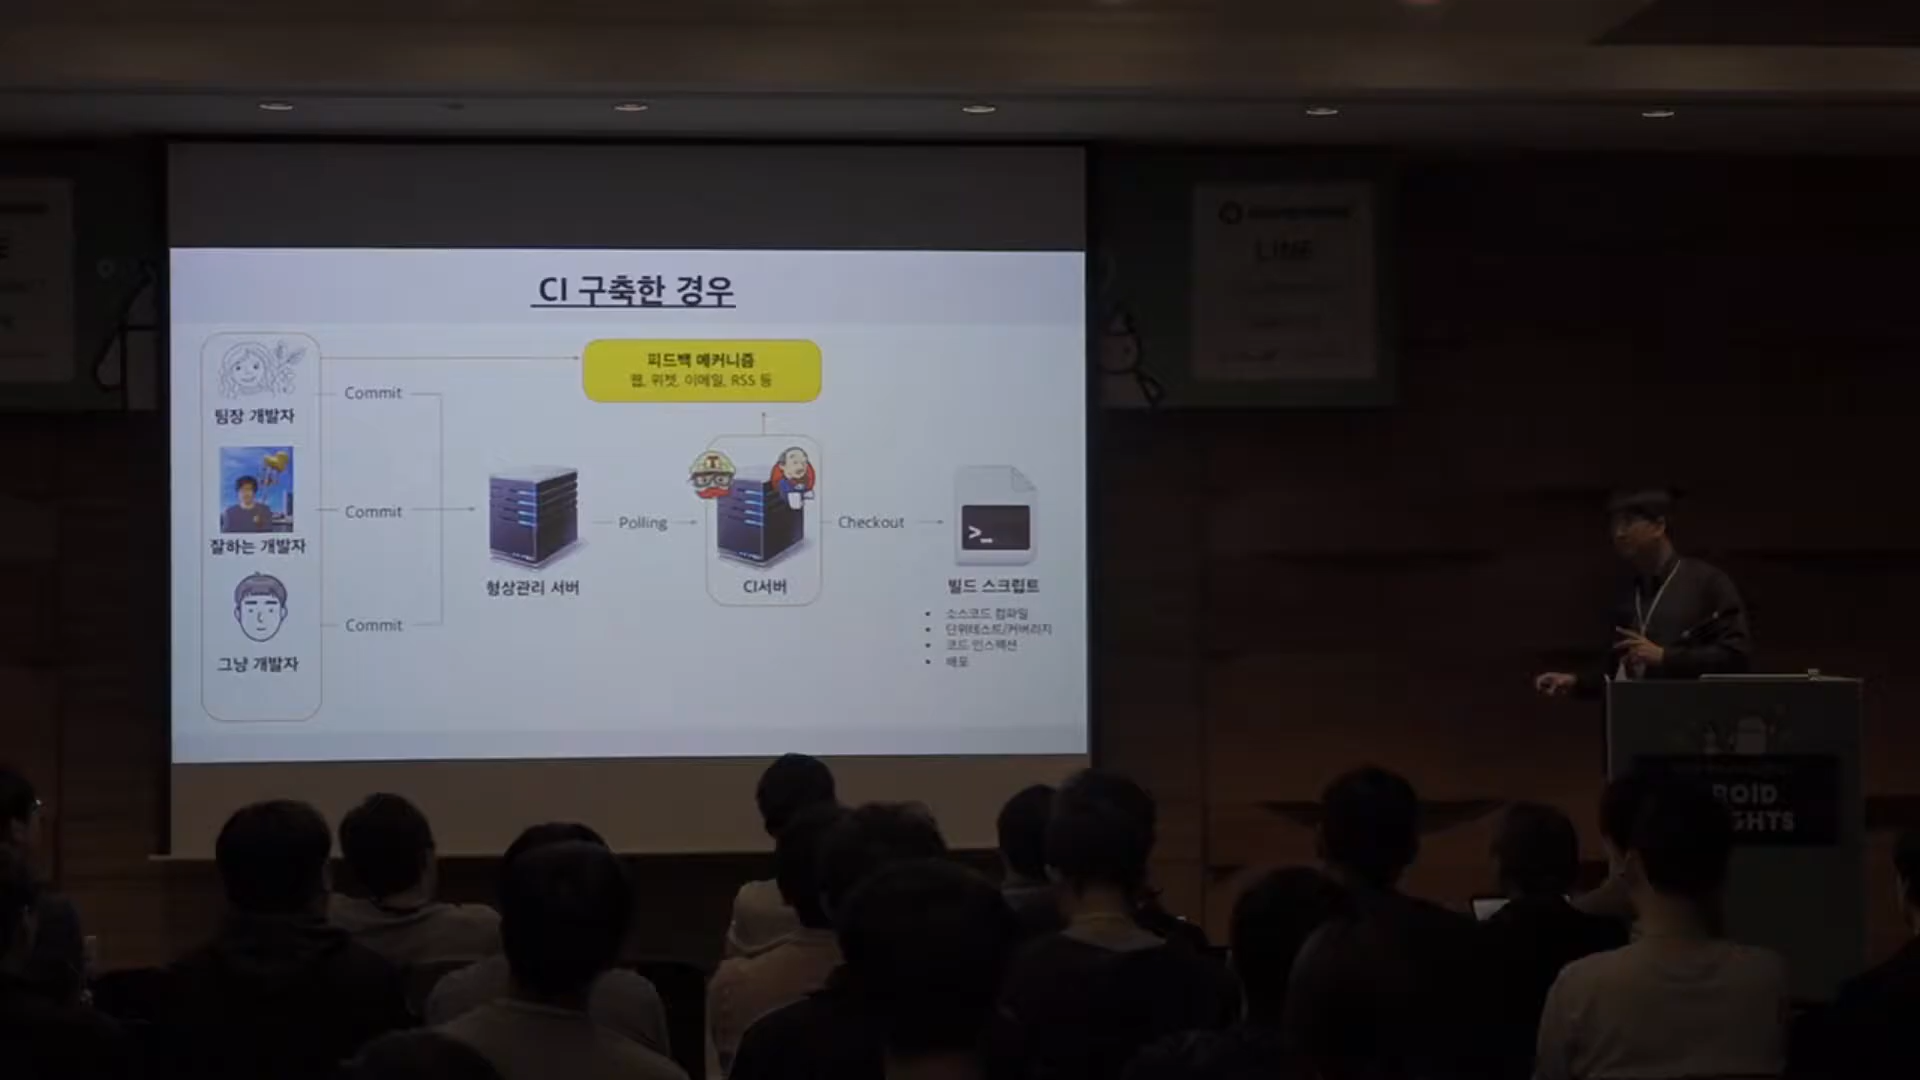 CI 구축한 경우
피드백 메커니즘
웹, 위젯, 이메일, RSS 등
Commit
팀장 개발자
Commit
잘하는 개발자
Commit
그냥 개발자
형상관리 서버
Polling
CI서버
Checkout
>_
빌드 스크립트
• 소스코드 컴파일
• 단위테스트/커버리지
• 코드 인스펙션
• 배포
LINE
ROID
GHTS